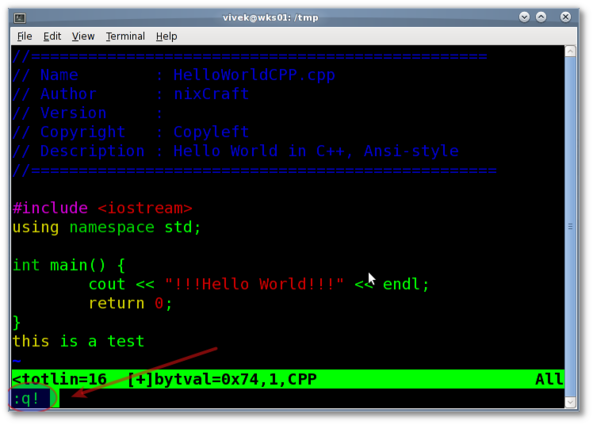 vivek@wks01: /tmp
File Edit View Terminal Help
//================================================
// Name        : HelloWorldCPP.cpp
// Author      : nixCraft
// Version     :
// Copyright   : Copyleft
// Description : Hello World in C++, Ansi-style
//=================================================
#include <iostream>
using namespace std;
int main() {
        cout << "!!!Hello World!!!" << endl;
        return 0;
}
this is a test
~
<totlin=16  [+]bytval=0x74,1,CPP                       All
:q!